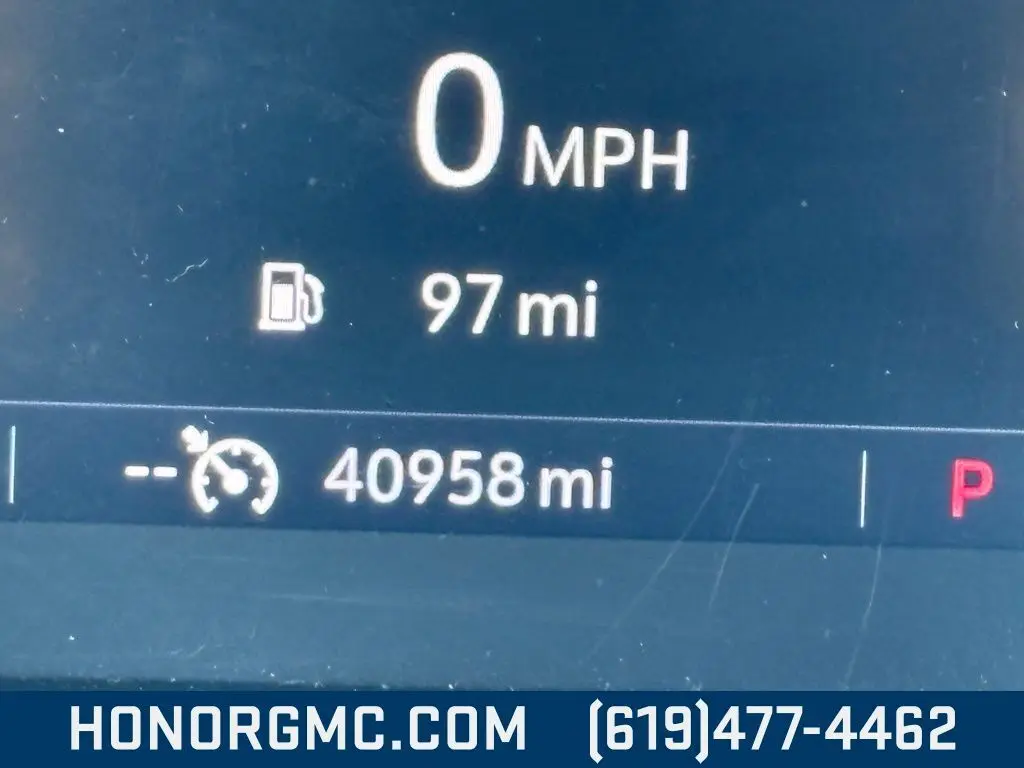 0 MPH
97 mi
-- 40958 mi P
HONORGMC.COM (619)477-4462